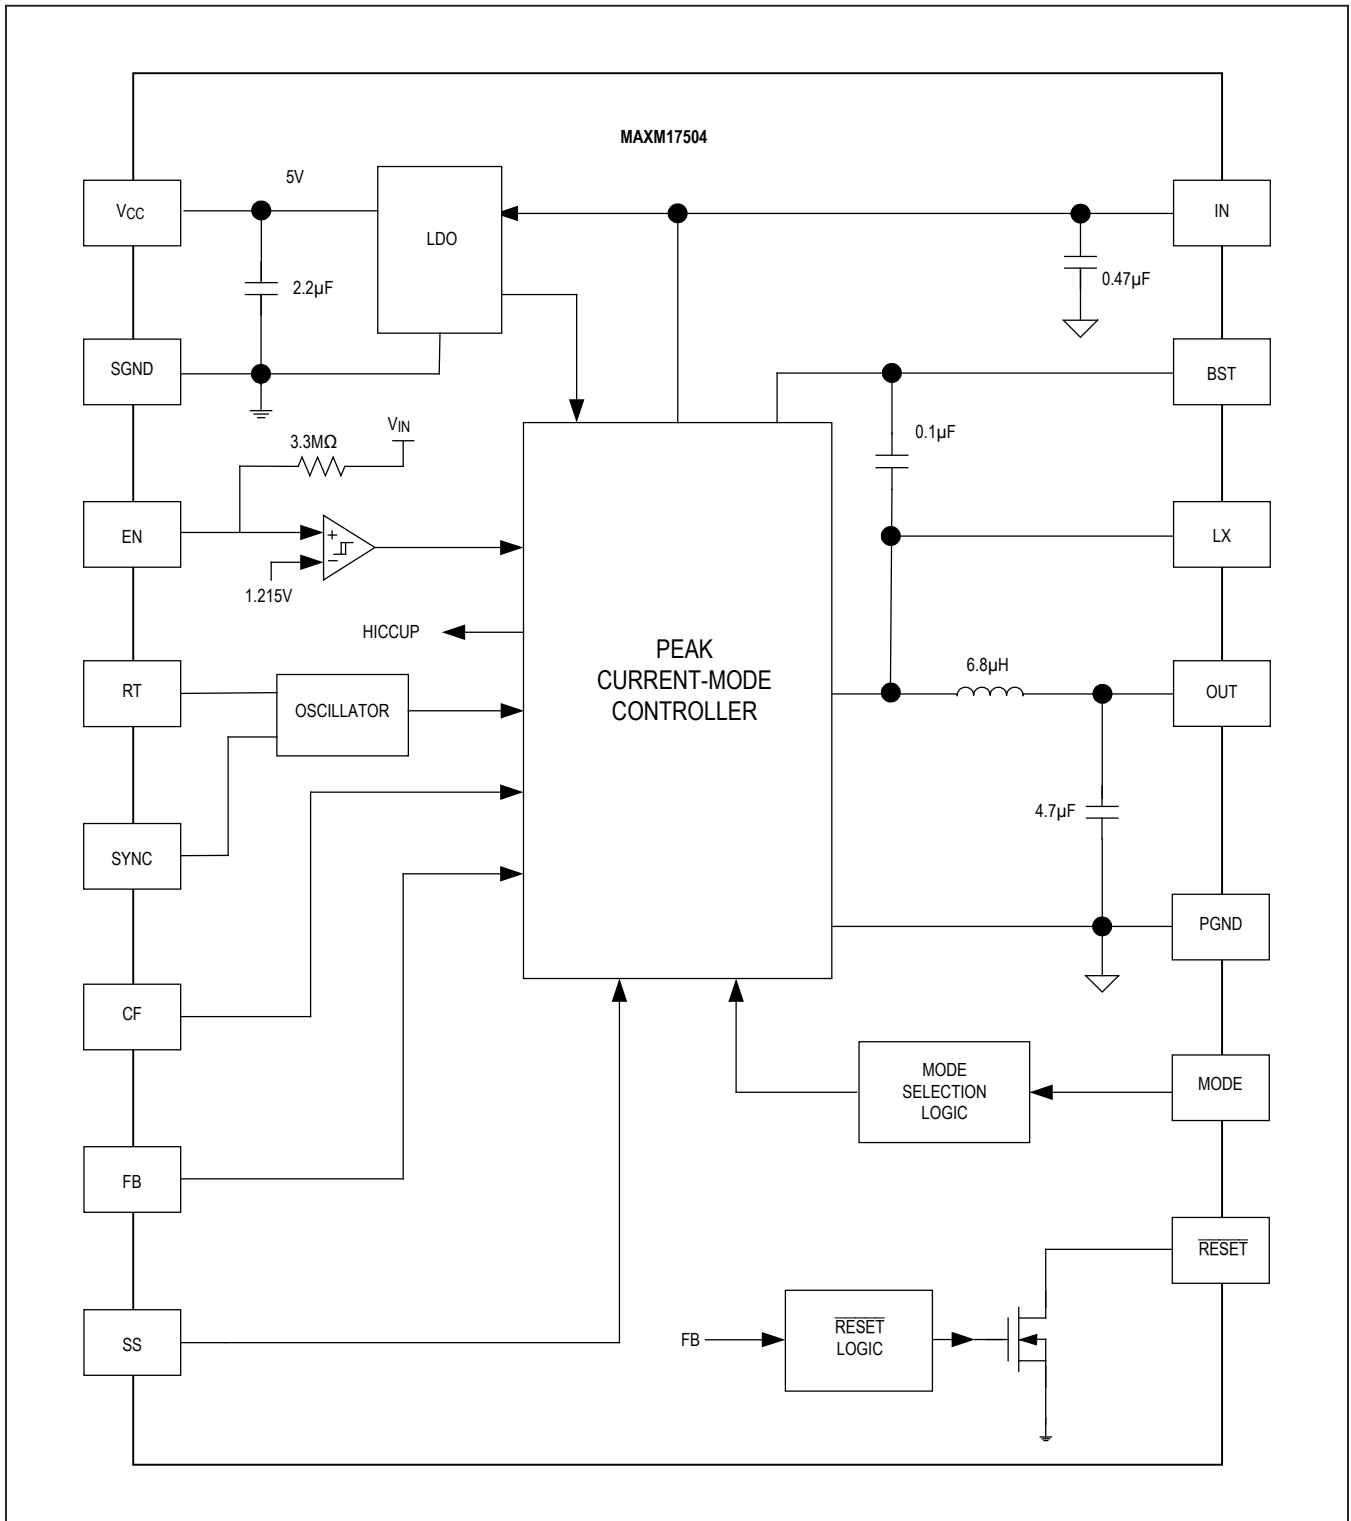 MAXM17504
VCC
5V
LDO
IN
2.2µF
0.47µF
SGND
BST
VIN
3.3MΩ
0.1µF
EN
+
−
1.215V
LX
HICCUP
PEAK
CURRENT-MODE
CONTROLLER
RT
OSCILLATOR
6.8µH
OUT
SYNC
4.7µF
PGND
CF
MODE
SELECTION
LOGIC
MODE
FB
RESET
SS
FB
RESET
LOGIC